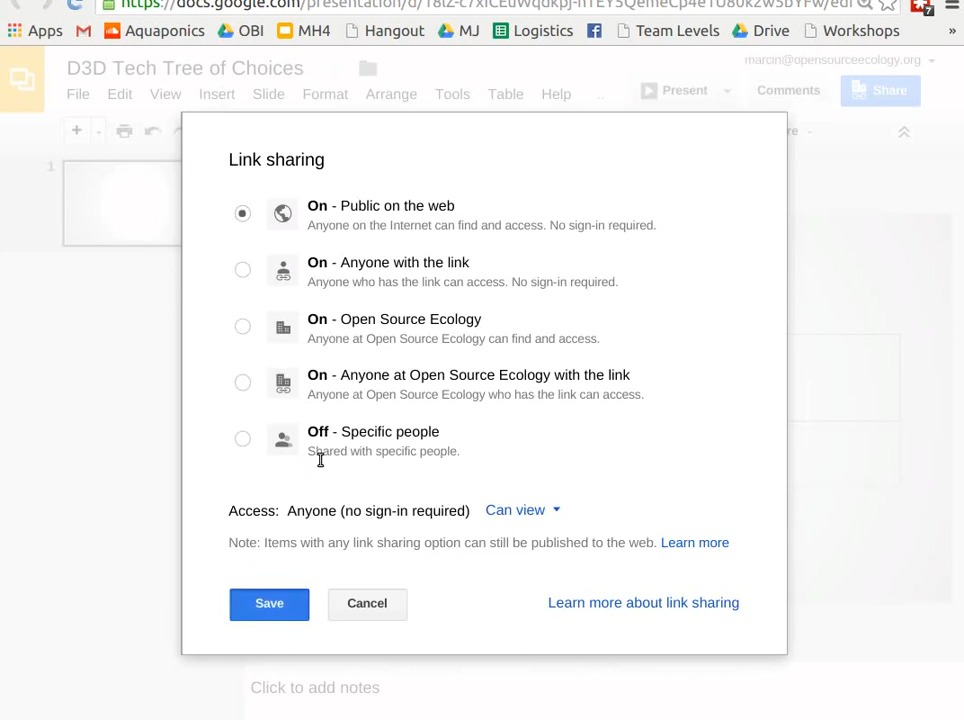 https://docs.google.com/presentation/d/
7
Apps Aquaponics OBI MH4 Hangout MJ Logistics Team Levels Drive Workshops »
D3D Tech Tree of Choices
marcin@opensourceecology.org
File Edit View Insert Slide Format Arrange Tools Table Help
Present Comments Share
1
Link sharing
On - Public on the web
Anyone on the Internet can find and access. No sign-in required.
On - Anyone with the link
Anyone who has the link can access. No sign-in required.
On - Open Source Ecology
Anyone at Open Source Ecology can find and access.
On - Anyone at Open Source Ecology with the link
Anyone at Open Source Ecology who has the link can access.
Off - Specific people
Shared with specific people.
Access: Anyone (no sign-in required) Can view
Note: Items with any link sharing option can still be published to the web. Learn more
Save Cancel Learn more about link sharing
Click to add notes